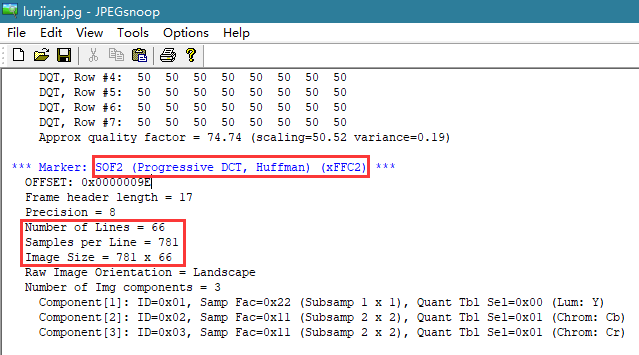 lunjian.jpg - JPEGsnoop
File Edit View Tools Options Help
DQT, Row #4: 50 50 50 50 50 50 50 50
DQT, Row #5: 50 50 50 50 50 50 50 50
DQT, Row #6: 50 50 50 50 50 50 50 50
DQT, Row #7: 50 50 50 50 50 50 50 50
Approx quality factor = 74.74 (scaling=50.52 variance=0.19)
*** Marker: SOF2 (Progressive DCT, Huffman) (xFFC2) ***
OFFSET: 0x0000009E
Frame header length = 17
Precision = 8
Number of Lines = 66
Samples per Line = 781
Image Size = 781 x 66
Raw Image Orientation = Landscape
Number of Img components = 3
Component[1]: ID=0x01, Samp Fac=0x22 (Subsamp 1 x 1), Quant Tbl Sel=0x00 (Lum: Y)
Component[2]: ID=0x02, Samp Fac=0x11 (Subsamp 2 x 2), Quant Tbl Sel=0x01 (Chrom: Cb)
Component[3]: ID=0x03, Samp Fac=0x11 (Subsamp 2 x 2), Quant Tbl Sel=0x01 (Chrom: Cr)